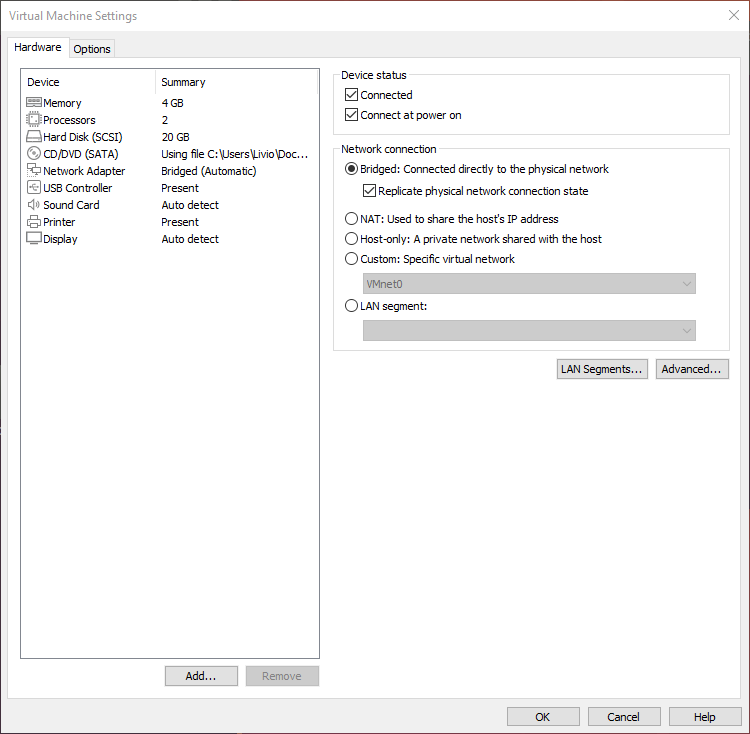 Virtual Machine Settings
Hardware
Options
Device Summary
Memory 4 GB
Processors 2
Hard Disk (SCSI) 20 GB
CD/DVD (SATA) Using file C:\Users\Livio\Doc...
Network Adapter Bridged (Automatic)
USB Controller Present
Sound Card Auto detect
Printer Present
Display Auto detect
Add...
Remove
Device status
Connected
Connect at power on
Network connection
Bridged: Connected directly to the physical network
Replicate physical network connection state
NAT: Used to share the host's IP address
Host-only: A private network shared with the host
Custom: Specific virtual network
VMnet0
LAN segment:
LAN Segments...
Advanced...
OK
Cancel
Help